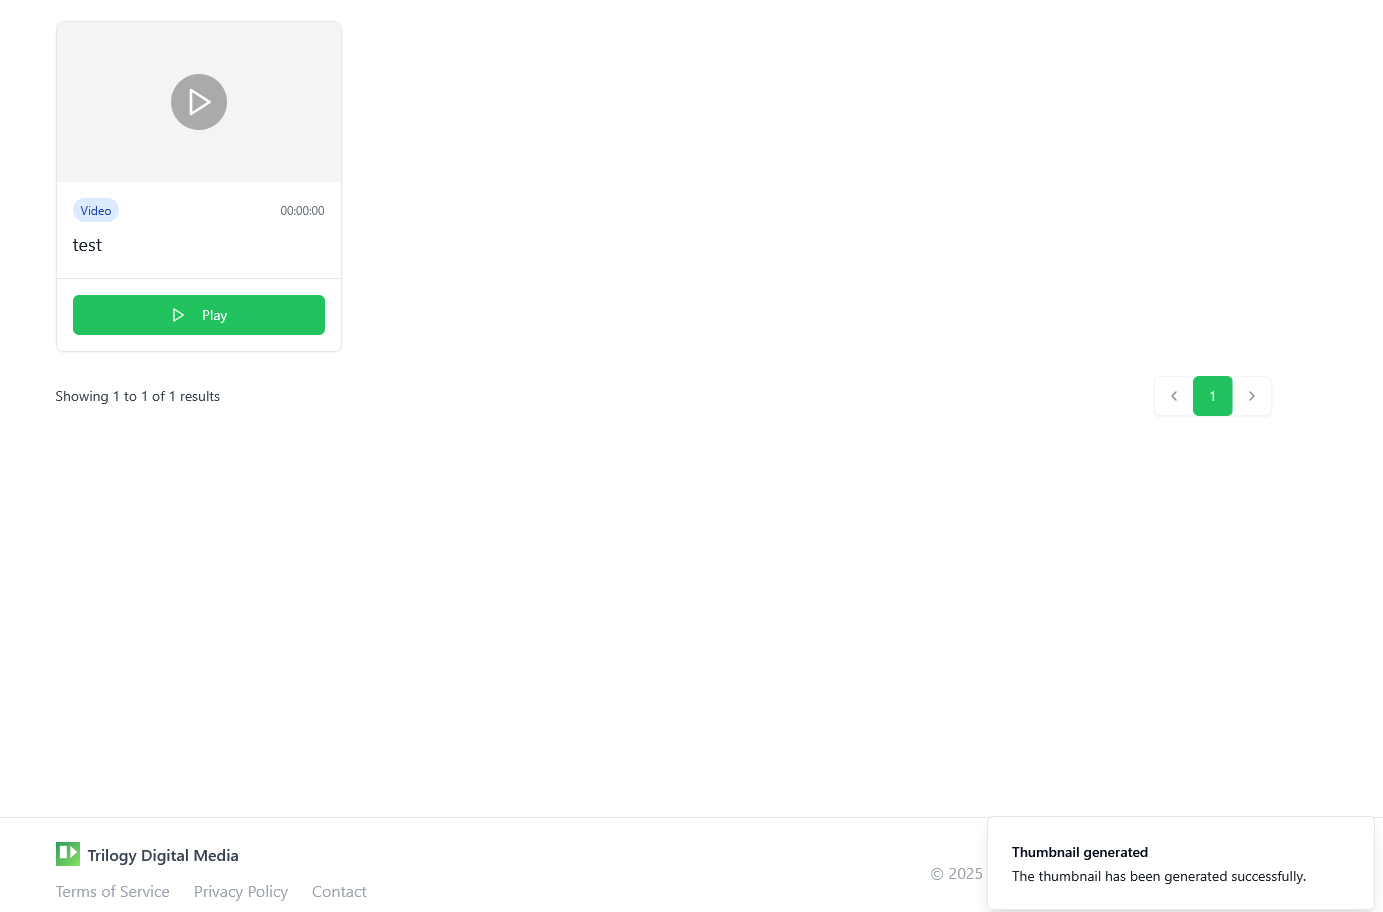 Video 00:00:00
test
Play
Showing 1 to 1 of 1 results
1
Trilogy Digital Media
Terms of Service Privacy Policy Contact
© 2025
Thumbnail generated
The thumbnail has been generated successfully.